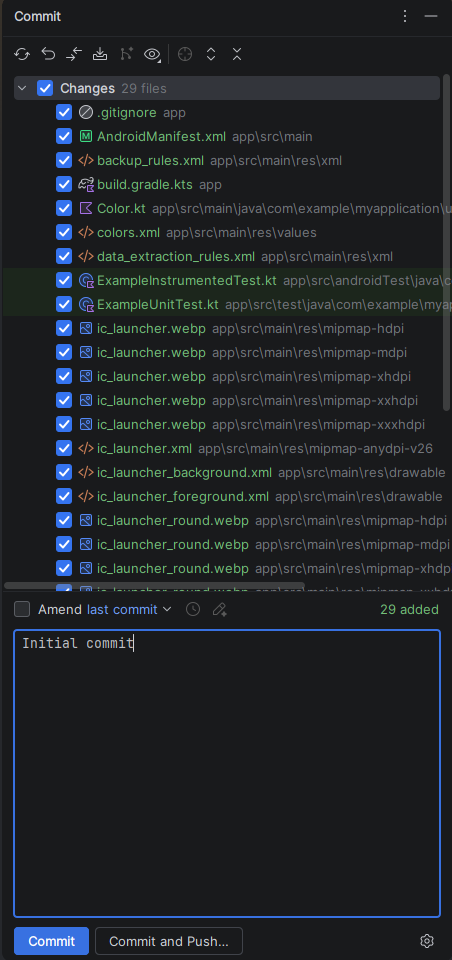 Commit
Changes 29 files
.gitignore app
AndroidManifest.xml app\src\main
backup_rules.xml app\src\main\res\xml
build.gradle.kts app
Color.kt app\src\main\java\com\example\myapplication\u
colors.xml app\src\main\res\values
data_extraction_rules.xml app\src\main\res\xml
ExampleInstrumentedTest.kt app\src\androidTest\java\c
ExampleUnitTest.kt app\src\test\java\com\example\myap
ic_launcher.webp app\src\main\res\mipmap-hdpi
ic_launcher.webp app\src\main\res\mipmap-mdpi
ic_launcher.webp app\src\main\res\mipmap-xhdpi
ic_launcher.webp app\src\main\res\mipmap-xxhdpi
ic_launcher.webp app\src\main\res\mipmap-xxxhdpi
ic_launcher.xml app\src\main\res\mipmap-anydpi-v26
ic_launcher_background.xml app\src\main\res\drawable
ic_launcher_foreground.xml app\src\main\res\drawable
ic_launcher_round.webp app\src\main\res\mipmap-hdpi
ic_launcher_round.webp app\src\main\res\mipmap-mdpi
ic_launcher_round.webp app\src\main\res\mipmap-xhdp
Amend last commit 29 added
Initial commit
Commit Commit and Push...